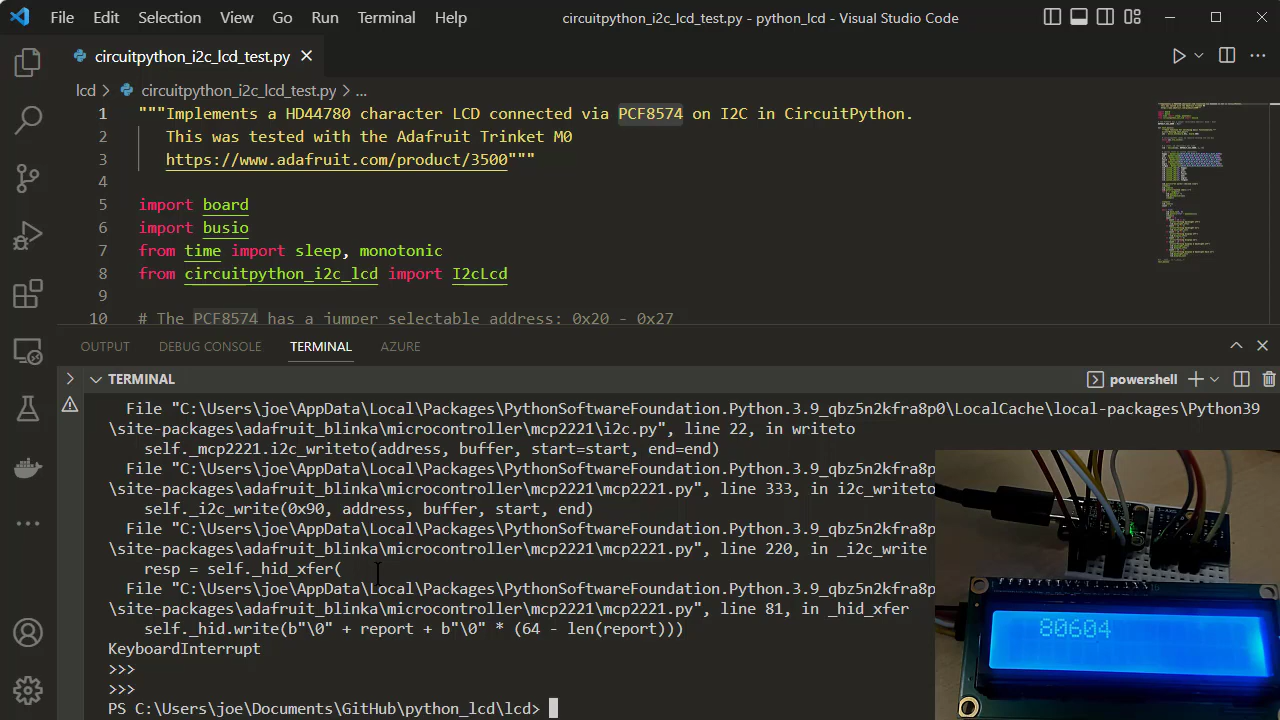 File Edit Selection View Go Run Terminal Help circuitpython_i2c_lcd_test.py - python_lcd - Visual Studio Code
circuitpython_i2c_lcd_test.py
lcd > circuitpython_i2c_lcd_test.py > ...
1 """Implements a HD44780 character LCD connected via PCF8574 on I2C in CircuitPython.
2 This was tested with the Adafruit Trinket M0
3 https://www.adafruit.com/product/3500"""
4
5 import board
6 import busio
7 from time import sleep, monotonic
8 from circuitpython_i2c_lcd import I2cLcd
9
10 # The PCF8574 has a jumper selectable address: 0x20 - 0x27
OUTPUT DEBUG CONSOLE TERMINAL AZURE
TERMINAL powershell
File "C:\Users\joe\AppData\Local\Packages\PythonSoftwareFoundation.Python.3.9_qbz5n2kfra8p0\LocalCache\local-packages\Python39
\site-packages\adafruit_blinka\microcontroller\mcp2221\i2c.py", line 22, in writeto
self._mcp2221.i2c_writeto(address, buffer, start=start, end=end)
File "C:\Users\joe\AppData\Local\Packages\PythonSoftwareFoundation.Python.3.9_qbz5n2kfra8p
\site-packages\adafruit_blinka\microcontroller\mcp2221\mcp2221.py", line 333, in i2c_writeto
self._i2c_write(0x90, address, buffer, start, end)
File "C:\Users\joe\AppData\Local\Packages\PythonSoftwareFoundation.Python.3.9_qbz5n2kfra8p
\site-packages\adafruit_blinka\microcontroller\mcp2221\mcp2221.py", line 220, in _i2c_write
resp = self._hid_xfer(
File "C:\Users\joe\AppData\Local\Packages\PythonSoftwareFoundation.Python.3.9_qbz5n2kfra8p
\site-packages\adafruit_blinka\microcontroller\mcp2221\mcp2221.py", line 81, in _hid_xfer
self._hid.write(b"\0" + report + b"\0" * (64 - len(report)))
KeyboardInterrupt
>>>
>>>
PS C:\Users\joe\Documents\GitHub\python_lcd\lcd>
80604